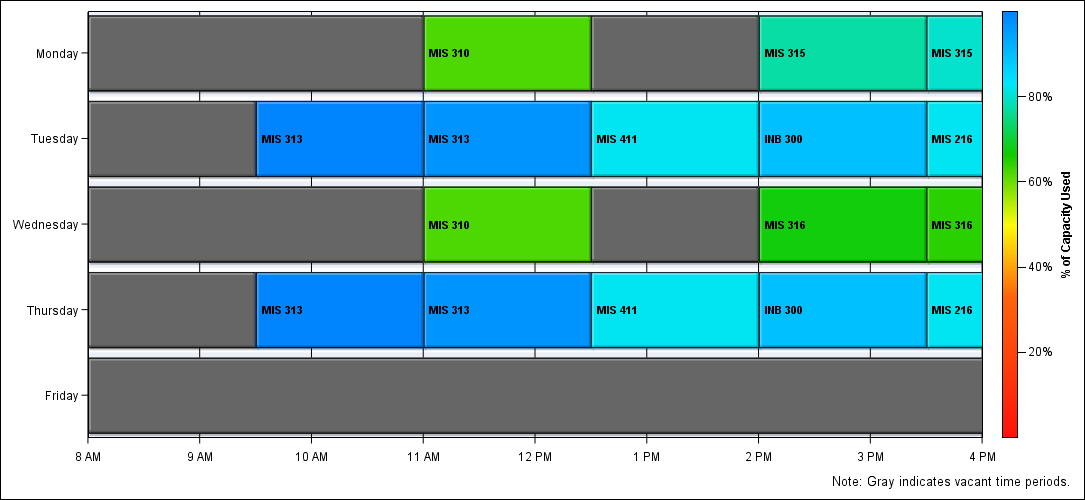 Monday
MIS 310
MIS 315
MIS 315
80%
Tuesday
MIS 313
MIS 313
MIS 411
INB 300
MIS 216
60%
% of Capacity Used
Wednesday
MIS 310
MIS 316
MIS 316
40%
Thursday
MIS 313
MIS 313
MIS 411
INB 300
MIS 216
20%
Friday
8 AM 9 AM 10 AM 11 AM 12 PM 1 PM 2 PM 3 PM 4 PM
Note: Gray indicates vacant time periods.